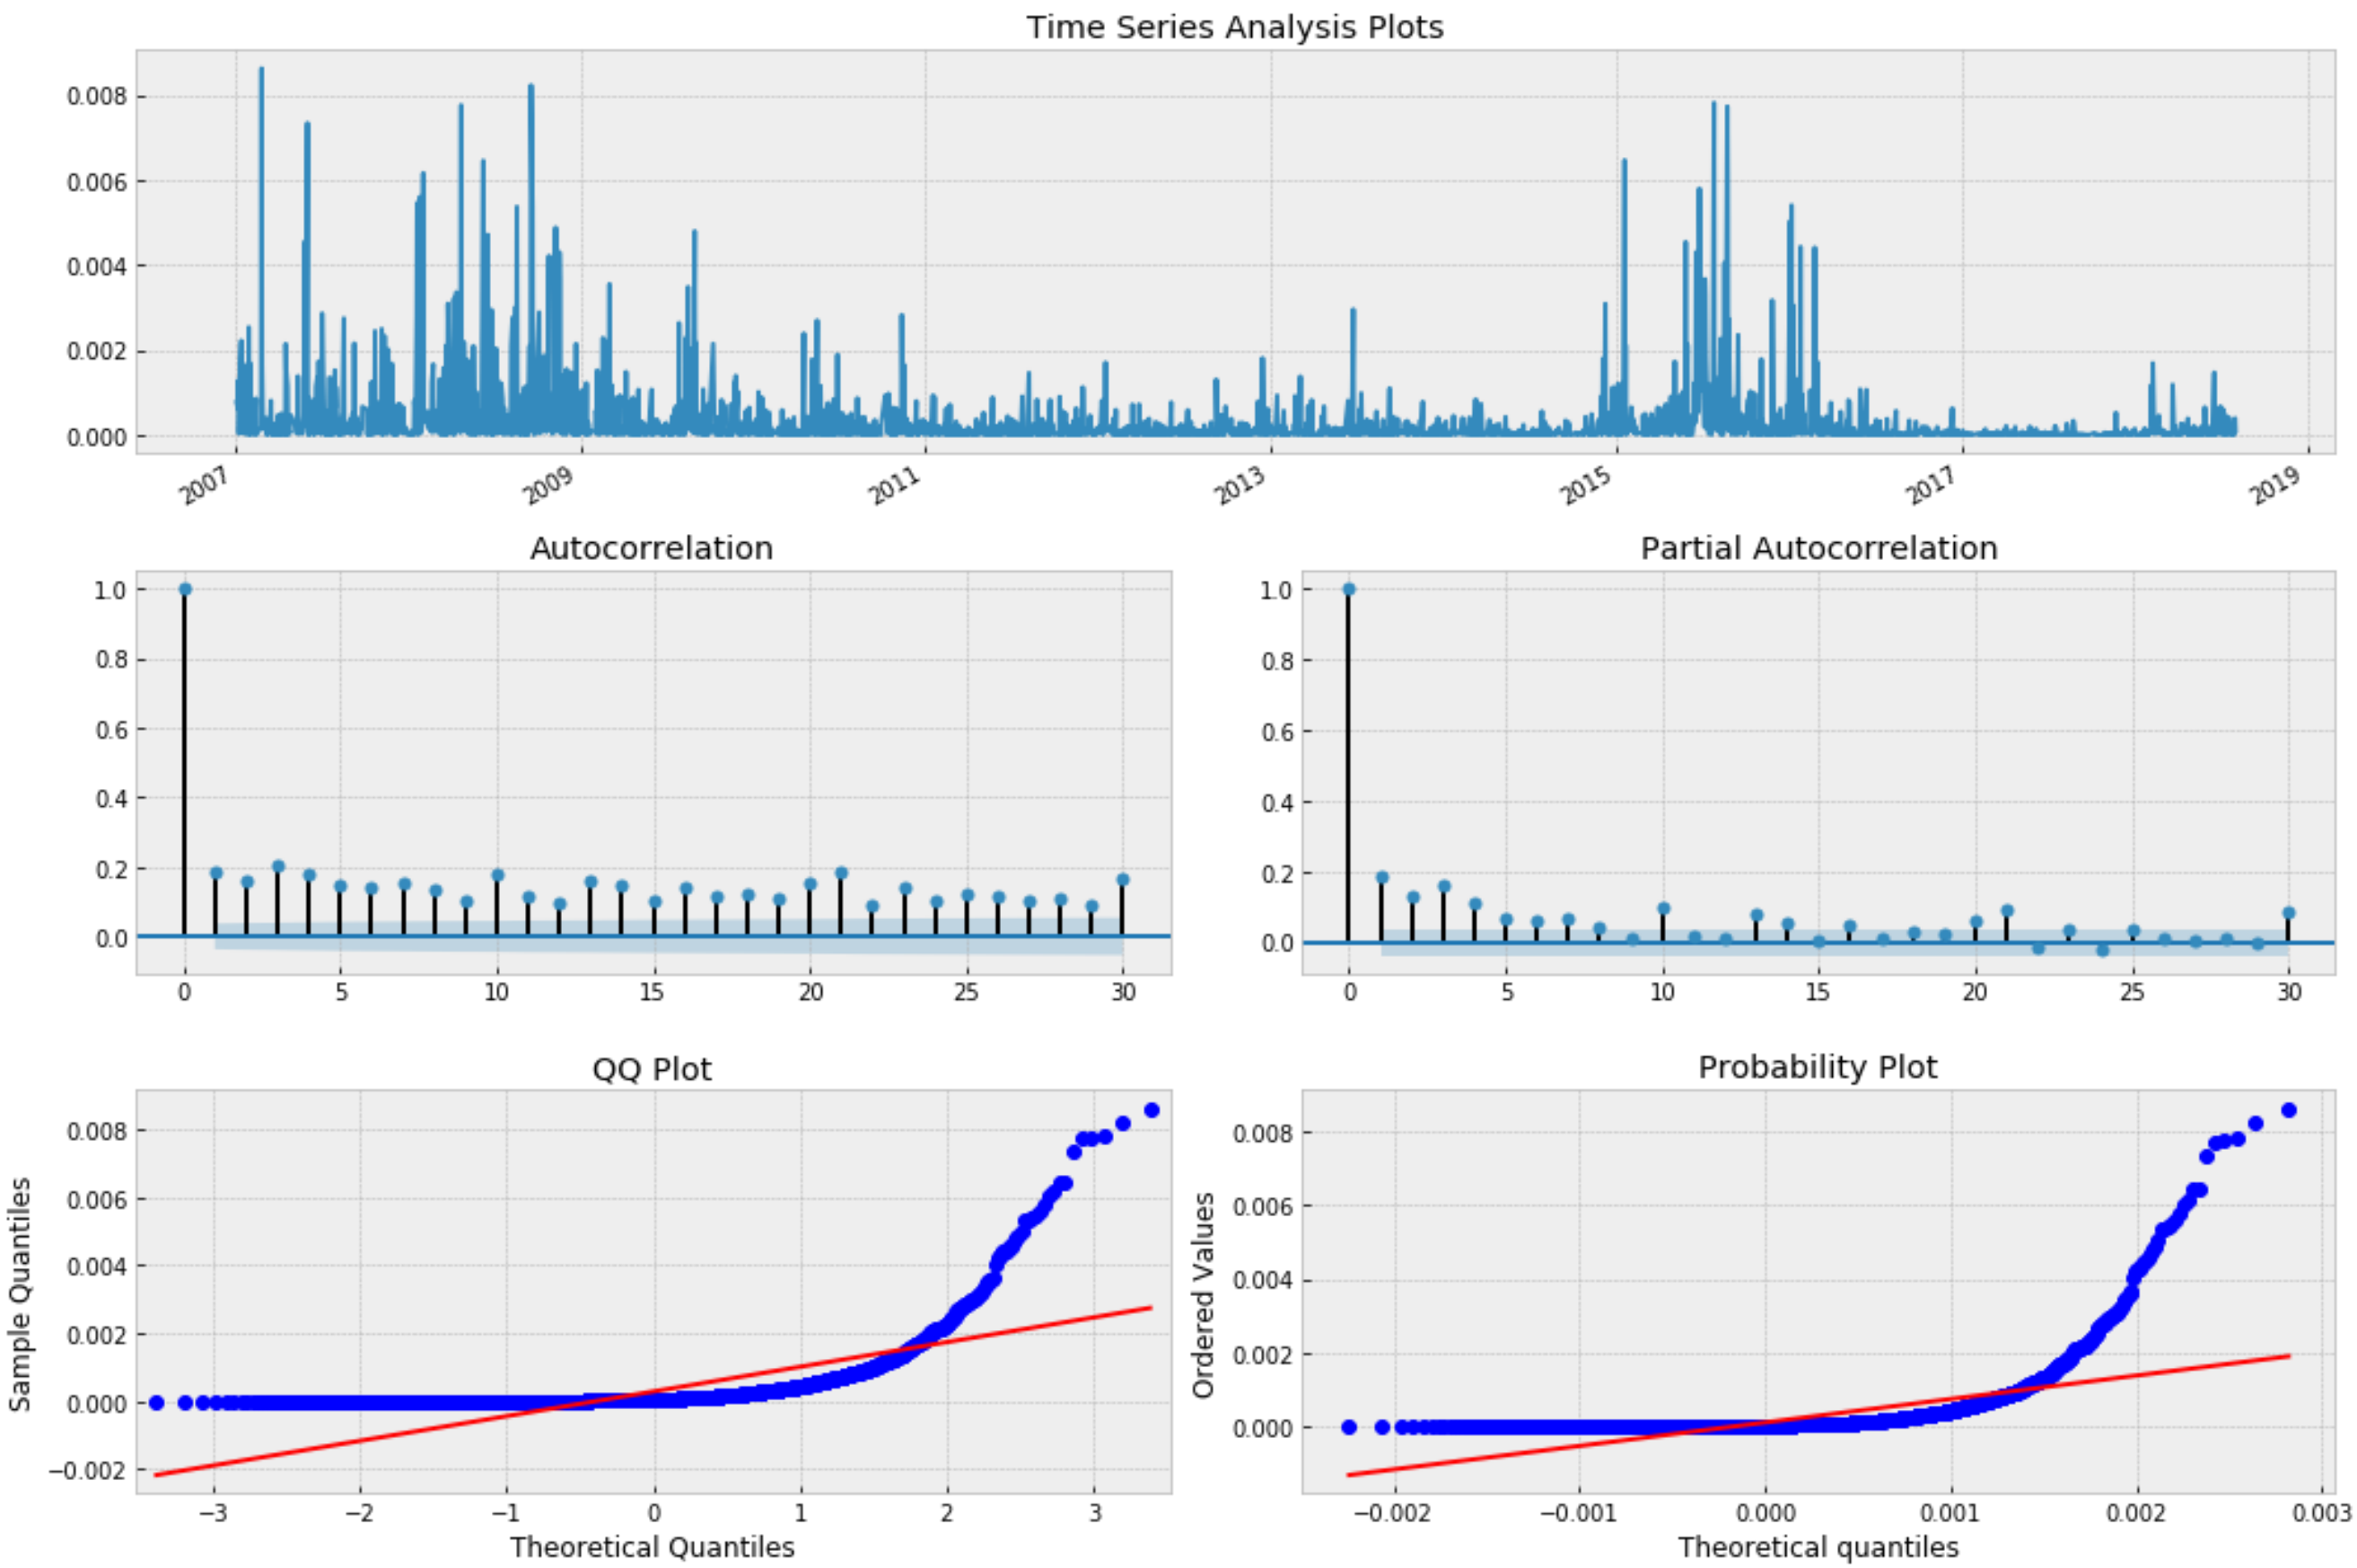 Time Series Analysis Plots
0.008
0.006
0.004
0.002
0.000
2007 2009 2011 2013 2015 2017 2019
Autocorrelation
1.0
0.8
0.6
0.4
0.2
0.0
0 5 10 15 20 25 30
Partial Autocorrelation
1.0
0.8
0.6
0.4
0.2
0.0
0 5 10 15 20 25 30
QQ Plot
Sample Quantiles
0.008
0.006
0.004
0.002
0.000
−0.002
−3 −2 −1 0 1 2 3
Theoretical Quantiles
Probability Plot
Ordered Values
0.008
0.006
0.004
0.002
0.000
−0.002 −0.001 0.000 0.001 0.002 0.003
Theoretical quantiles